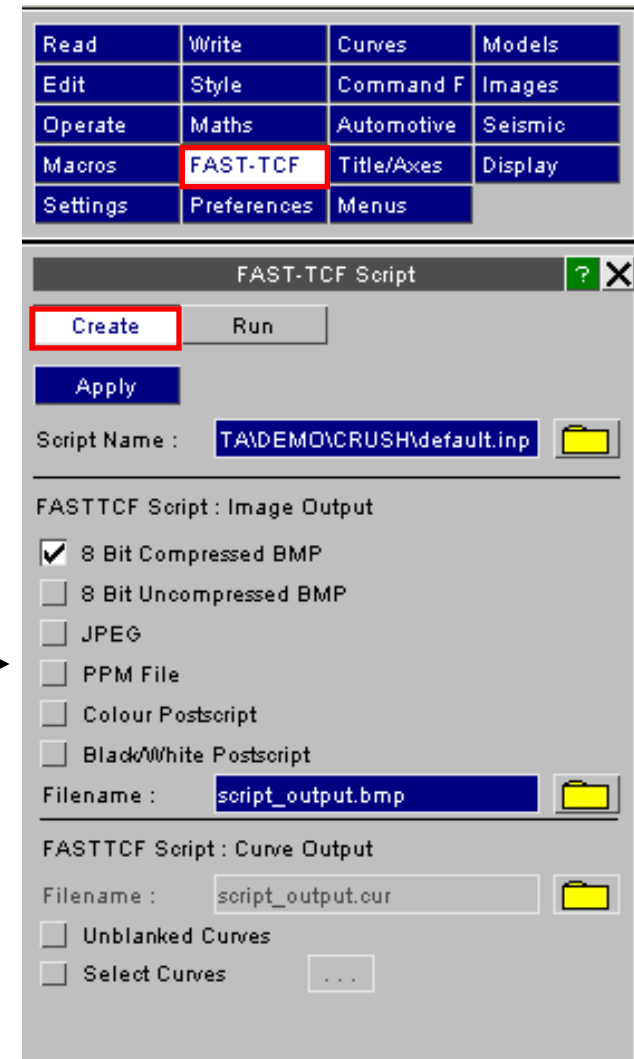 Read Write Curves Models
Edit Style Command F Images
Operate Maths Automotive Seismic
Macros FAST-TCF Title/Axes Display
Settings Preferences Menus
FAST-TCF Script ? X
Create Run
Apply
Script Name : TA\DEMO\CRUSH\default.inp
FASTTCF Script : Image Output
8 Bit Compressed BMP
8 Bit Uncompressed BMP
JPEG
PPM File
Colour Postscript
Black/White Postscript
Filename : script_output.bmp
FASTTCF Script : Curve Output
Filename : script_output.cur
Unblanked Curves
Select Curves ...